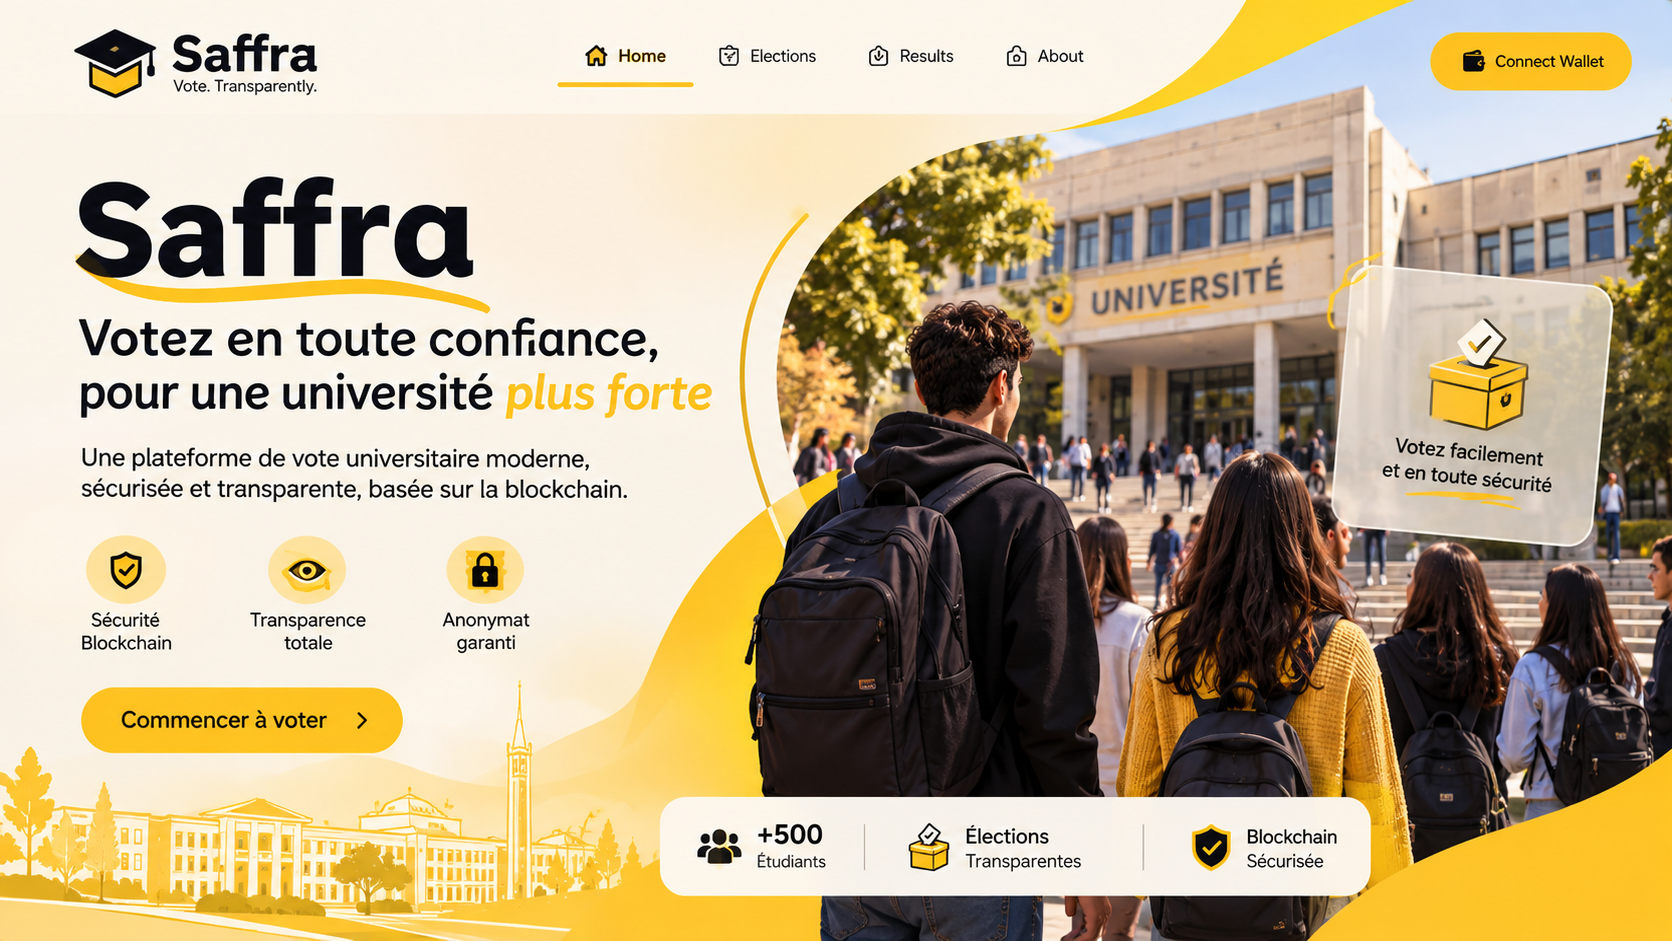 Saffra
Vote. Transparently.
Home
Elections
Results
About
Connect Wallet
Saffra
Votez en toute confiance,
pour une université plus forte
Une plateforme de vote universitaire moderne,
sécurisée et transparente, basée sur la blockchain.
Sécurité
Blockchain
Transparence
totale
Anonymat
garanti
Commencer à voter
UNIVERSITÉ
Votez facilement
et en toute sécurité
+500
Étudiants
Élections
Transparentes
Blockchain
Sécurisée